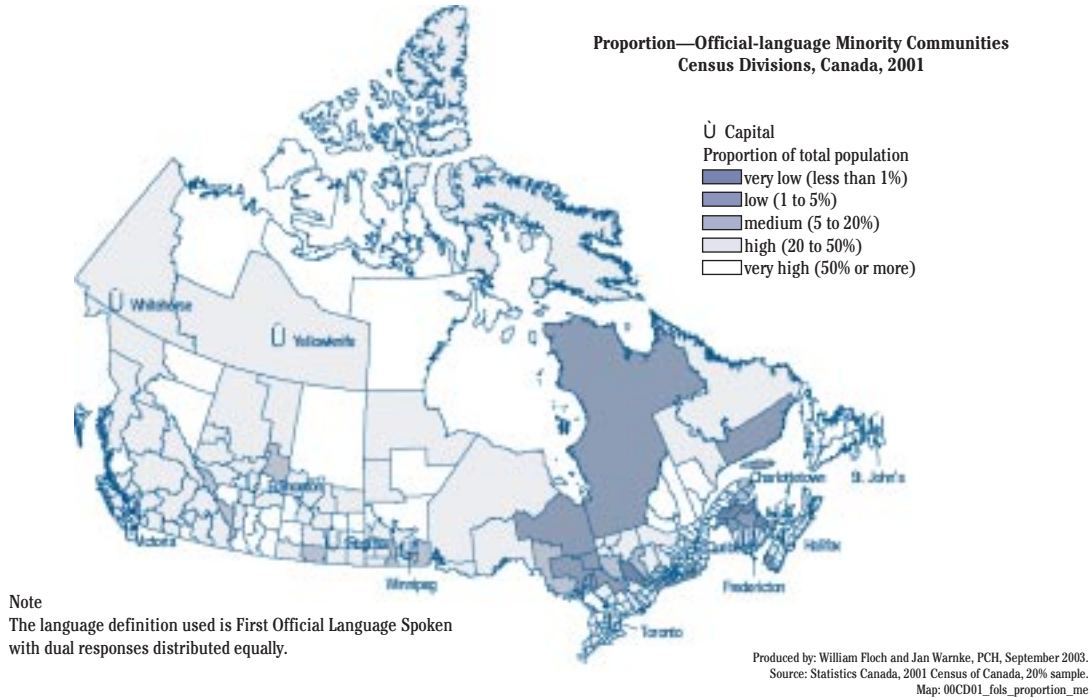 Proportion—Official-language Minority Communities
Census Divisions, Canada, 2001
Ù Capital
Proportion of total population
very low (less than 1%)
low (1 to 5%)
medium (5 to 20%)
high (20 to 50%)
very high (50% or more)
Ù Whitehorse
Ù Yellowknife
Edmonton
Charlottetown
St. John's
Victoria
Regina
Québec
Halifax
Winnipeg
Fredericton
Toronto
Note
The language definition used is First Official Language Spoken
with dual responses distributed equally.
Produced by: William Floch and Jan Warnke, PCH, September 2003.
Source: Statistics Canada, 2001 Census of Canada, 20% sample.
Map: 00CD01_fols_proportion_me